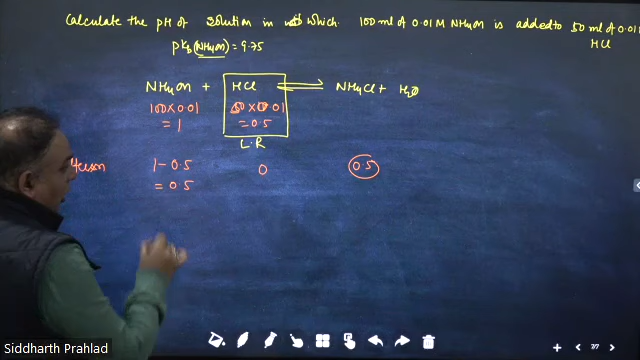 Calculate the pH of solution in which 100 ml of 0.01 M NH4OH is added to 50 ml of 0.01
HCl
pKb (NH4OH) = 9.75
NH4OH + HCl ⇌ NH4Cl + H2O
100×0.01 50×0.01
= 1 = 0.5
L.R
1 - 0.5 0 0.5
= 0.5
Siddharth Prahlad